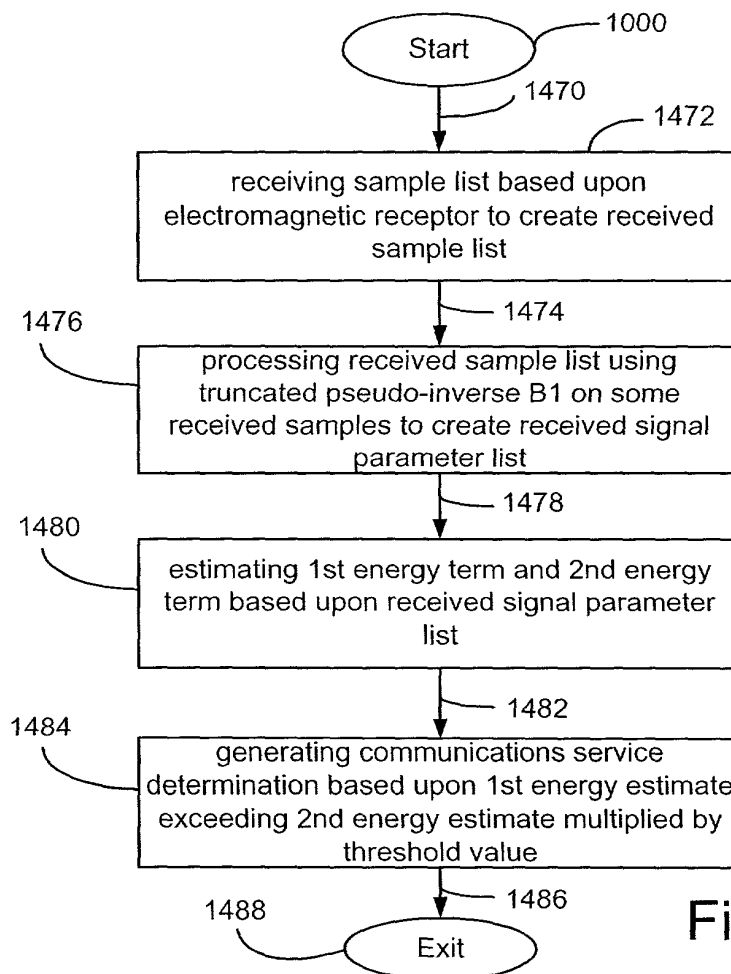 Start
1000
1470
1472
receiving sample list based upon
electromagnetic receptor to create received
sample list
1474
1476
processing received sample list using
truncated pseudo-inverse B1 on some
received samples to create received signal
parameter list
1478
1480
estimating 1st energy term and 2nd energy
term based upon received signal parameter
list
1482
1484
generating communications service
determination based upon 1st energy estimate
exceeding 2nd energy estimate multiplied by
threshold value
1486
1488
Exit
Fi